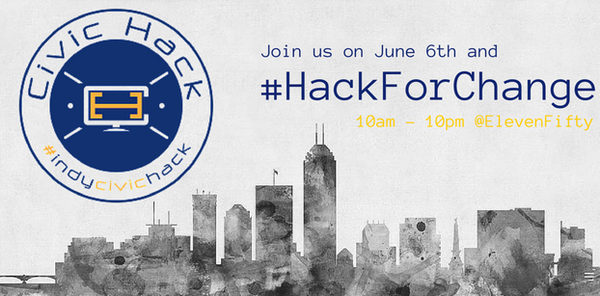 Civic Hack
#indycivichack
Join us on June 6th and
#HackForChange
10am - 10pm @ElevenFifty